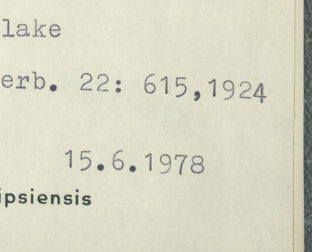 lake
erb. 22: 615,1924
15.6.1978
ipsiensis